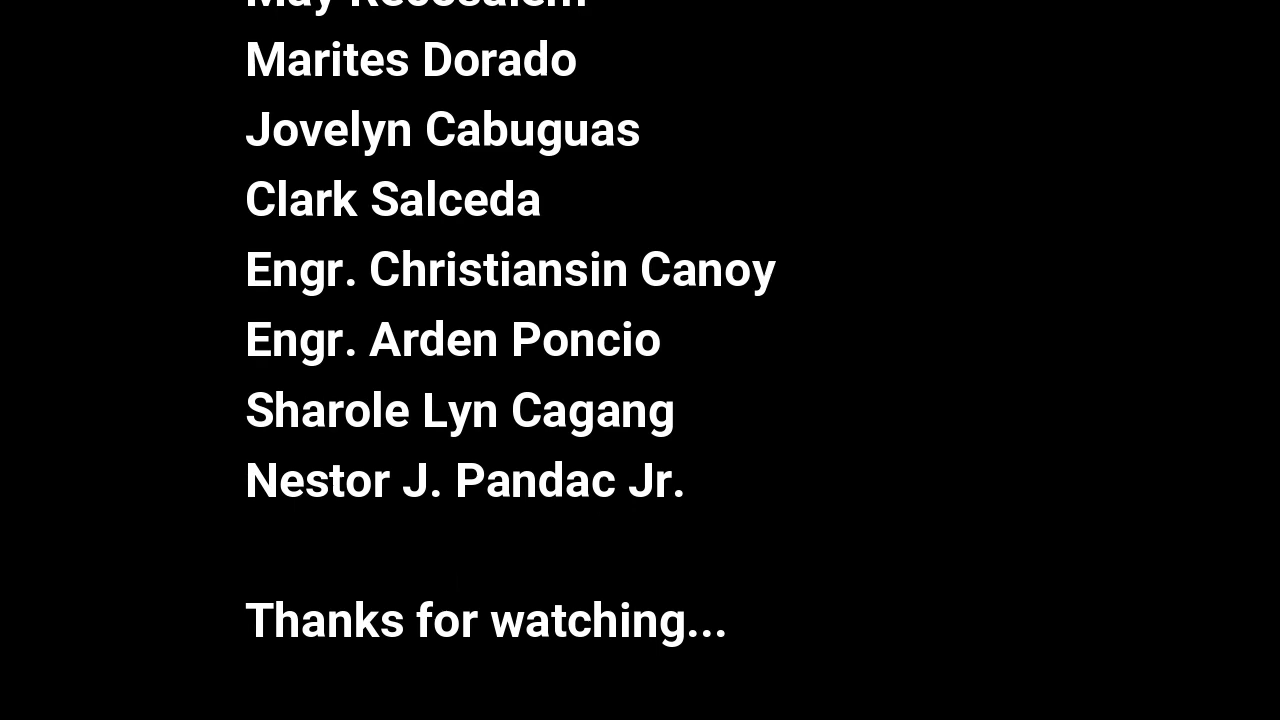 May
Marites Dorado
Jovelyn Cabuguas
Clark Salceda
Engr. Christiansin Canoy
Engr. Arden Poncio
Sharole Lyn Cagang
Nestor J. Pandac Jr.
Thanks for watching...